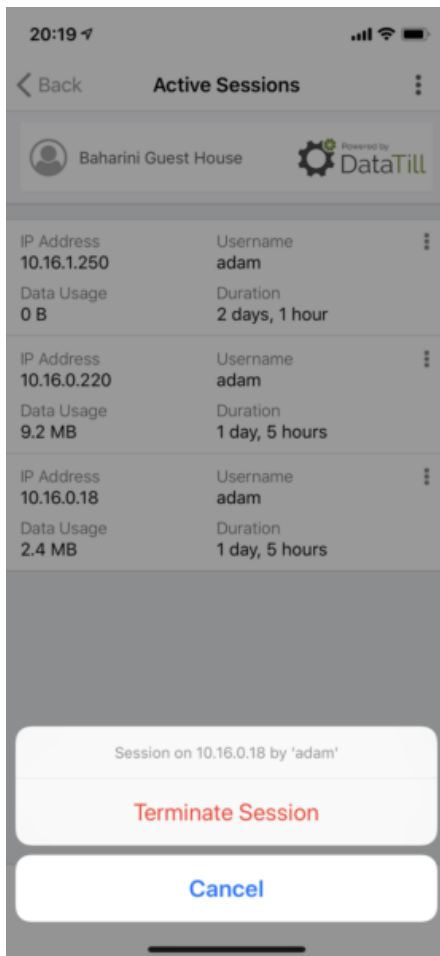 20:19
Back Active Sessions
Baharini Guest House
Powered by
DataTill
IP Address Username
10.16.1.250 adam
Data Usage Duration
0 B 2 days, 1 hour
IP Address Username
10.16.0.220 adam
Data Usage Duration
9.2 MB 1 day, 5 hours
IP Address Username
10.16.0.18 adam
Data Usage Duration
2.4 MB 1 day, 5 hours
Session on 10.16.0.18 by 'adam'
Terminate Session
Cancel